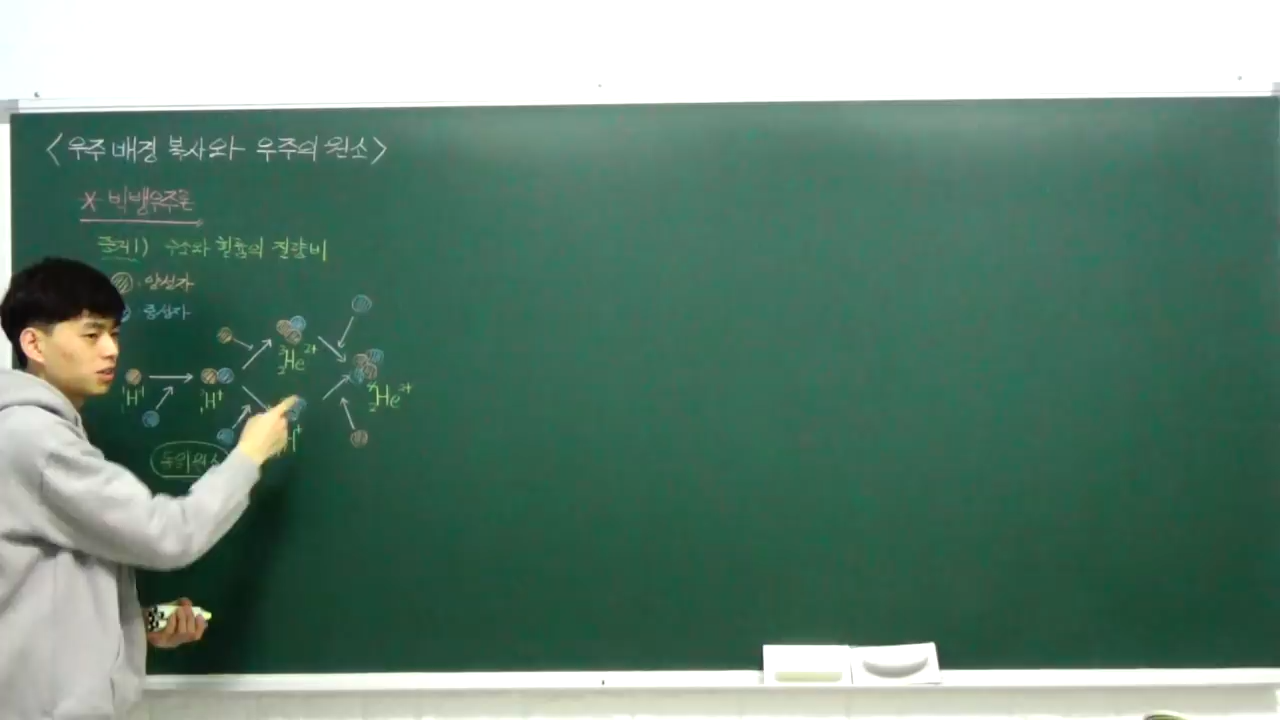 <우주 배경 복사와 우주의 원소>
* 빅뱅우주론
증거1) 수소와 헬륨의 질량비
양성자
중성자
³₂He²⁺
⁴₂He²⁺
¹₁H⁺ ²₁H⁺
H⁺
동위원소